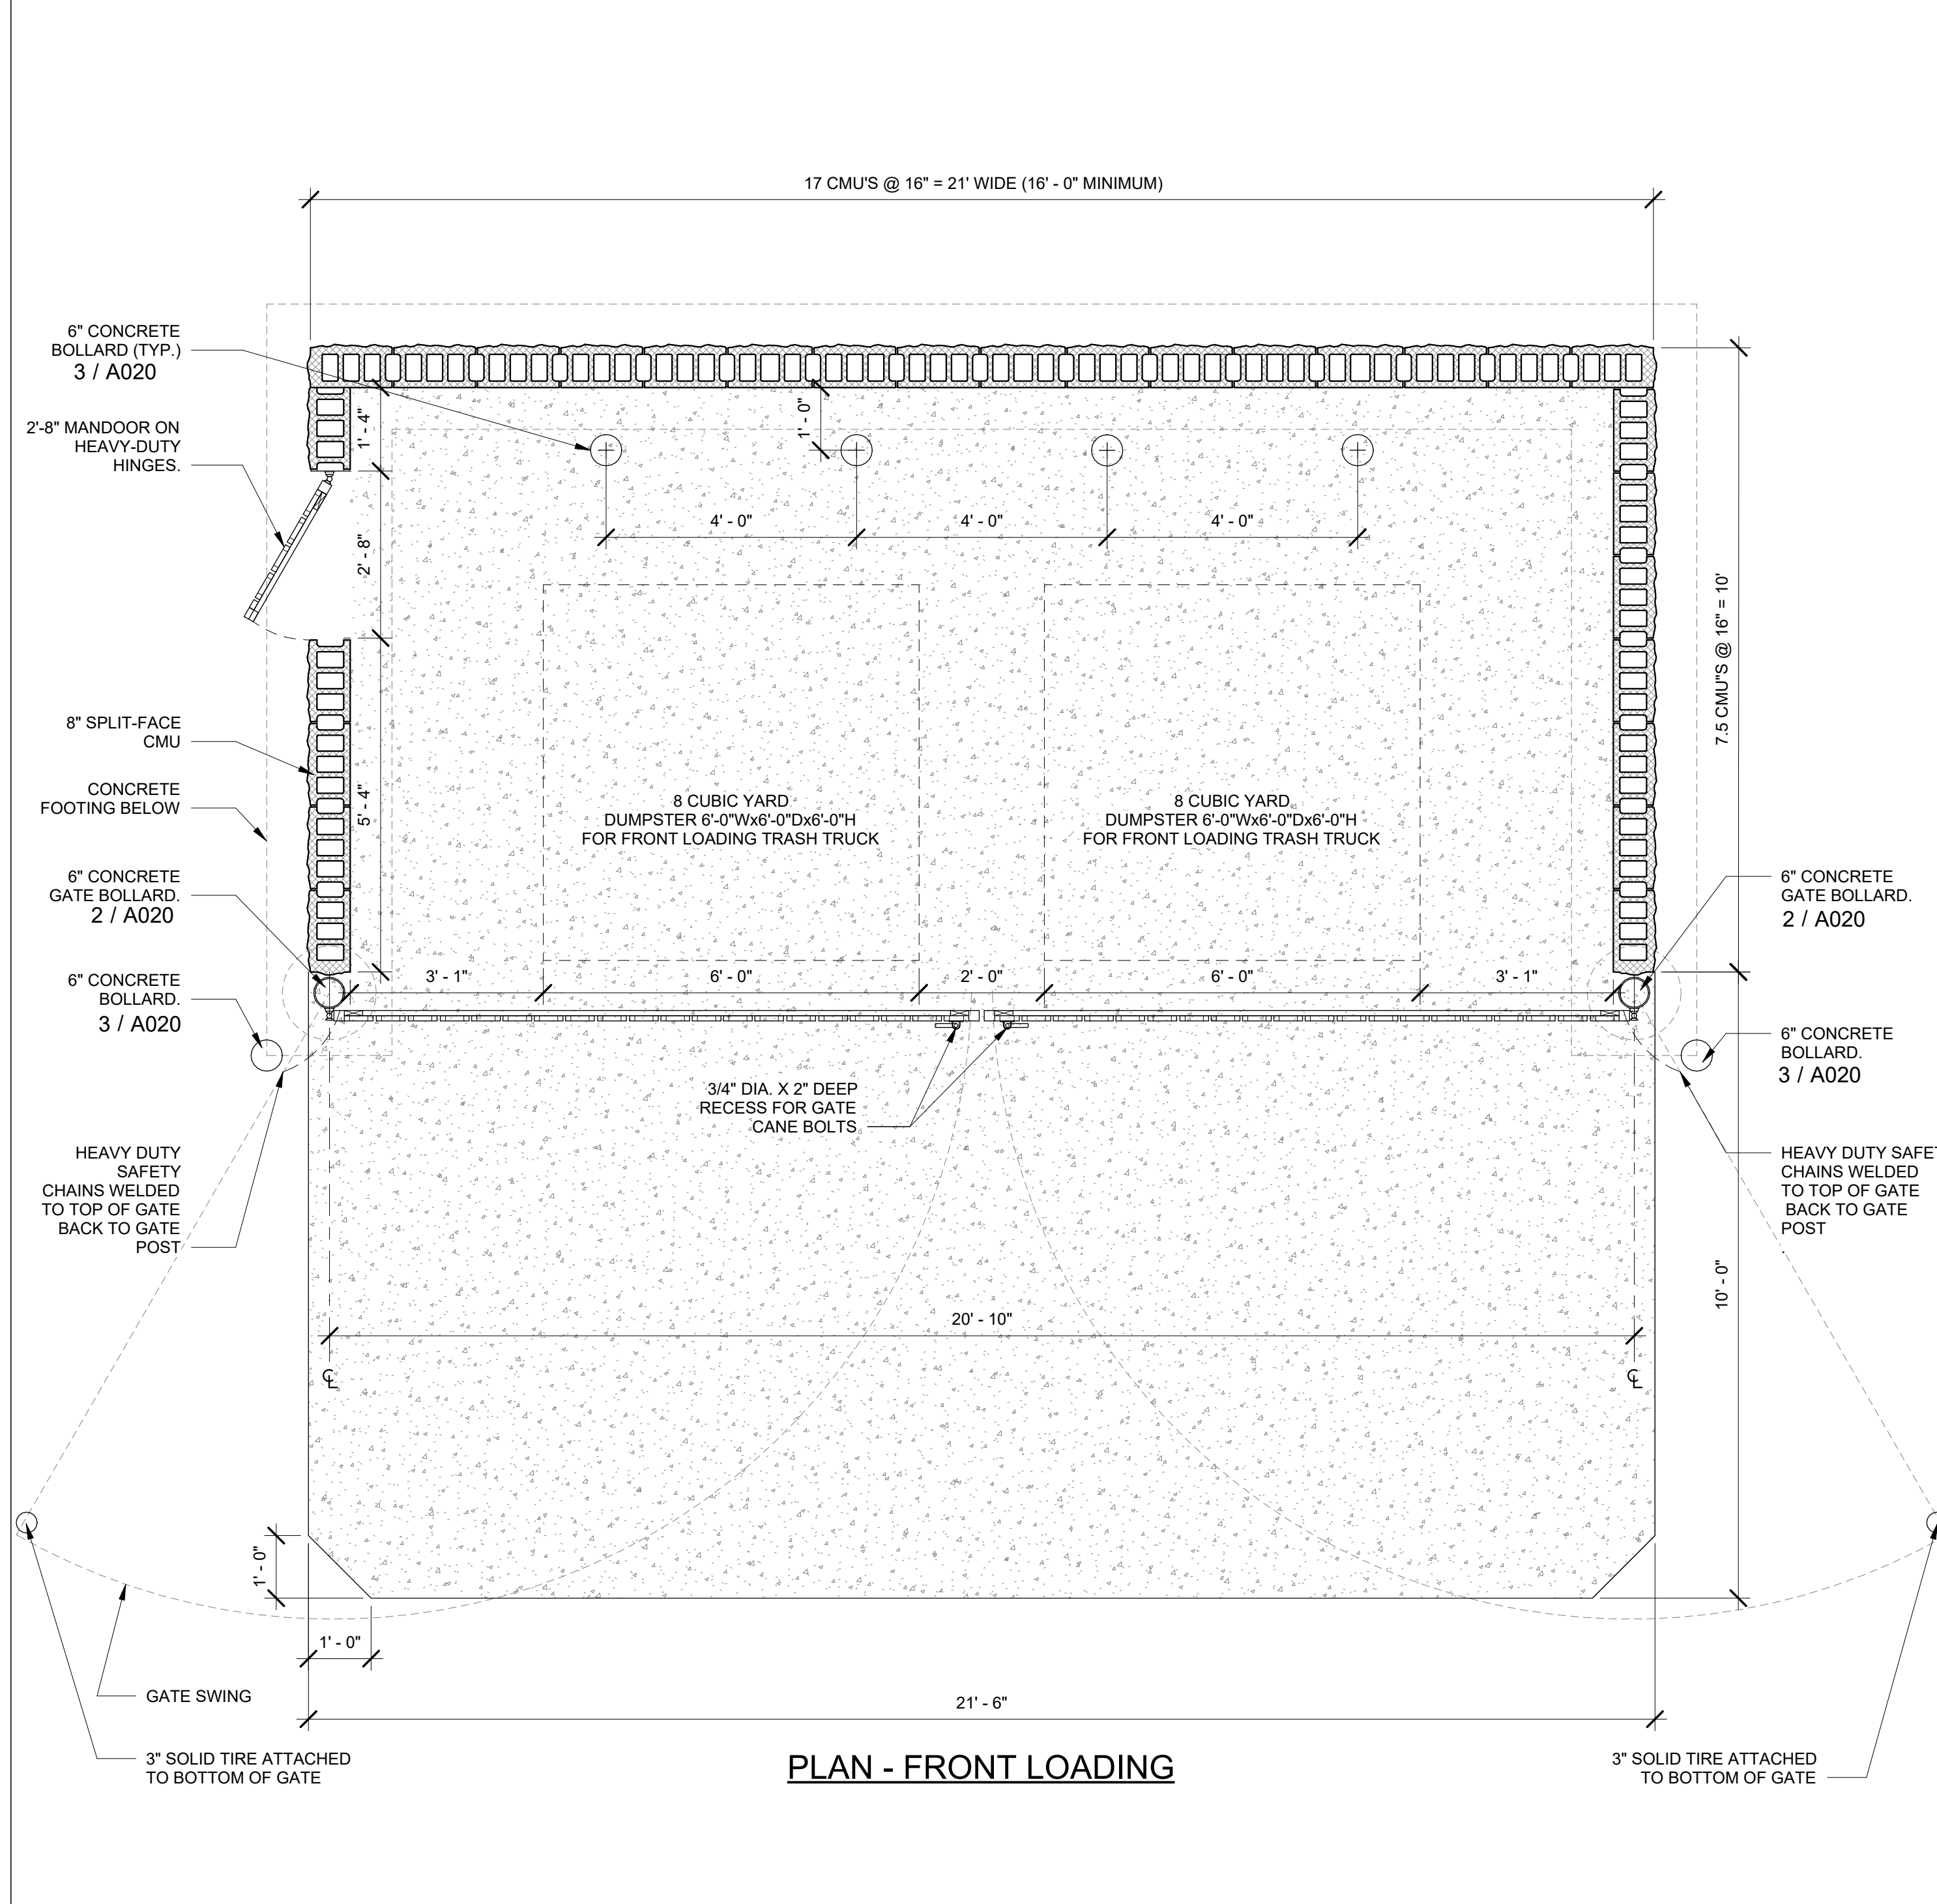 17 CMU'S @ 16" = 21' WIDE (16' - 0" MINIMUM)
6" CONCRETE
BOLLARD (TYP.)
3 / A020
2'-8" MANDOOR ON
HEAVY-DUTY
HINGES.
1' - 4"
1' - 0"
4' - 0"
4' - 0"
4' - 0"
2' - 8"
7.5 CMU"S @ 16" = 10'
8" SPLIT-FACE
CMU
CONCRETE
FOOTING BELOW
5' - 4"
8 CUBIC YARD
DUMPSTER 6'-0"Wx6'-0"Dx6'-0"H
FOR FRONT LOADING TRASH TRUCK
8 CUBIC YARD
DUMPSTER 6'-0"Wx6'-0"Dx6'-0"H
FOR FRONT LOADING TRASH TRUCK
6" CONCRETE
GATE BOLLARD.
2 / A020
6" CONCRETE
GATE BOLLARD.
2 / A020
3' - 1"
6' - 0"
2' - 0"
6' - 0"
3' - 1"
6" CONCRETE
BOLLARD.
3 / A020
6" CONCRETE
BOLLARD.
3 / A020
3/4" DIA. X 2" DEEP
RECESS FOR GATE
CANE BOLTS
HEAVY DUTY
SAFETY
CHAINS WELDED
TO TOP OF GATE
BACK TO GATE
POST
HEAVY DUTY SAFET
CHAINS WELDED
TO TOP OF GATE
BACK TO GATE
POST
.
10' - 0"
20' - 10"
℄
℄
1' - 0"
1' - 0"
GATE SWING
21' - 6"
3" SOLID TIRE ATTACHED
TO BOTTOM OF GATE
PLAN - FRONT LOADING
3" SOLID TIRE ATTACHED
TO BOTTOM OF GATE